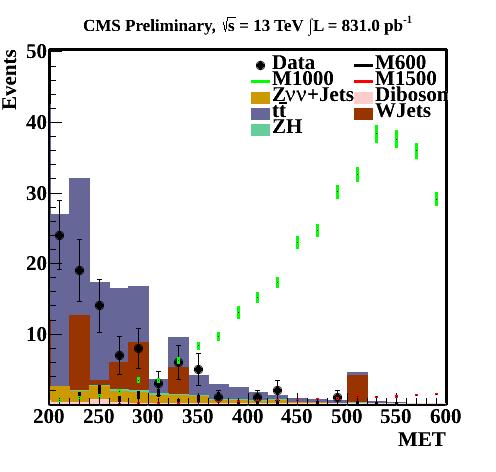 CMS Preliminary, √s = 13 TeV ∫L = 831.0 pb⁻¹
Events
50
40
30
20
10
Data
M600
M1000
M1500
Zνν+Jets
Diboson
tt̄
WJets
ZH
200 250 300 350 400 450 500 550 600
MET